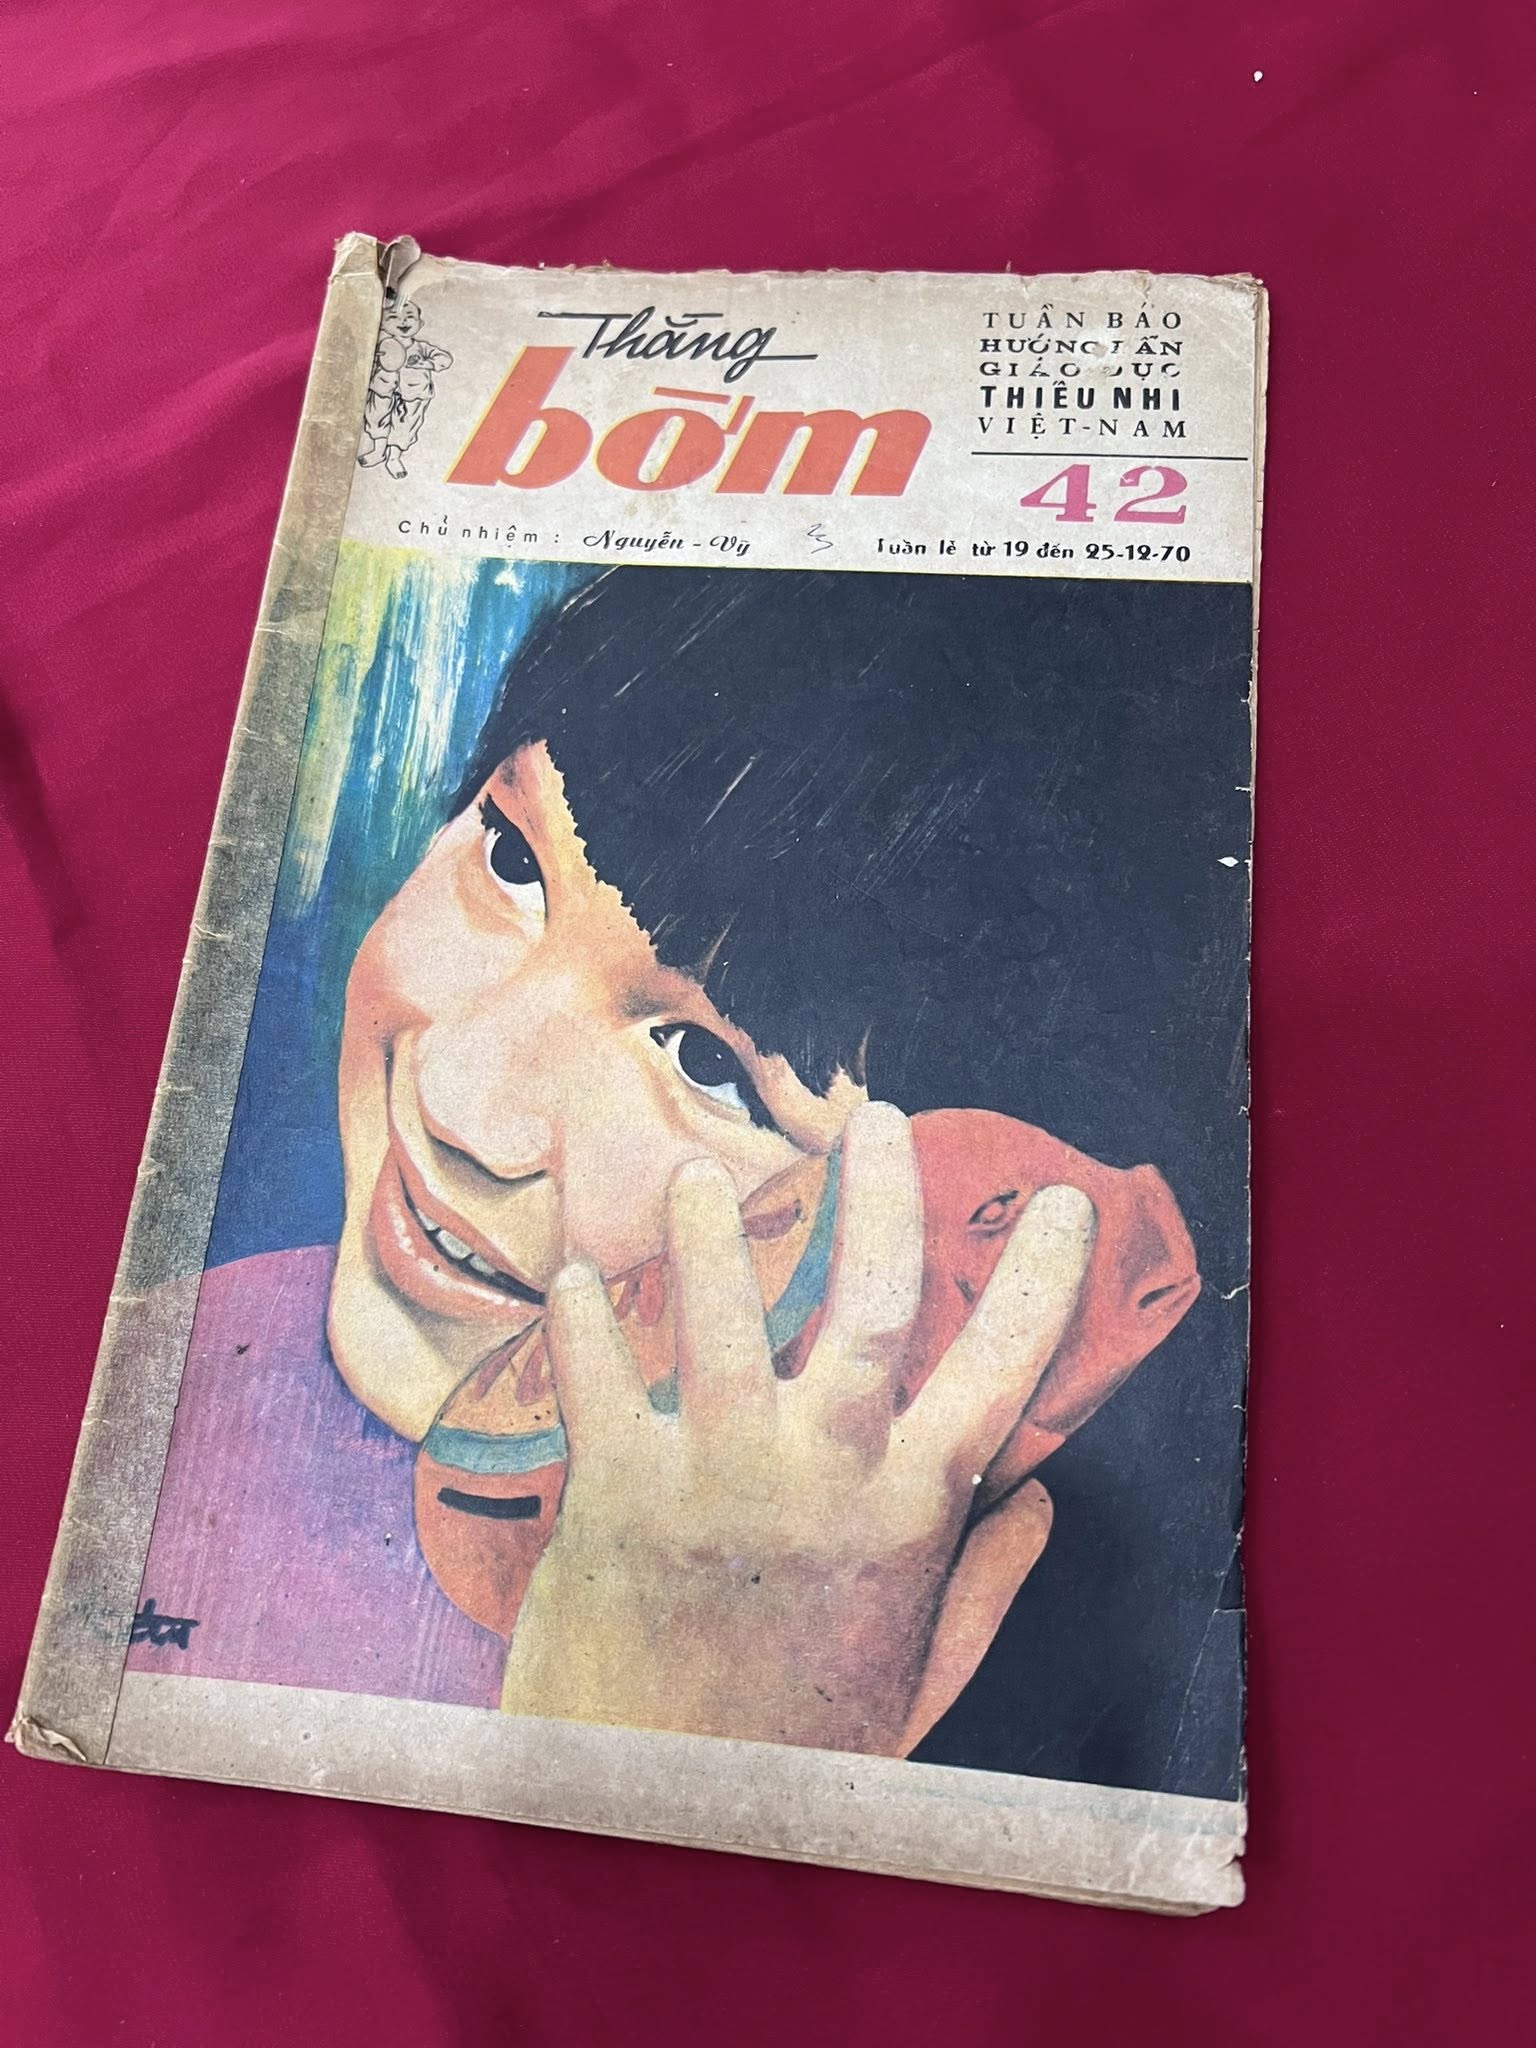 Thằng
bờm
TUẦN BÁO
HƯỚNG DẪN
GIÁO DỤC
THIẾU NHI
VIỆT-NAM
42
Chủ nhiệm : Nguyễn - Vỹ
Tuần lễ từ 19 đến 25-12-70